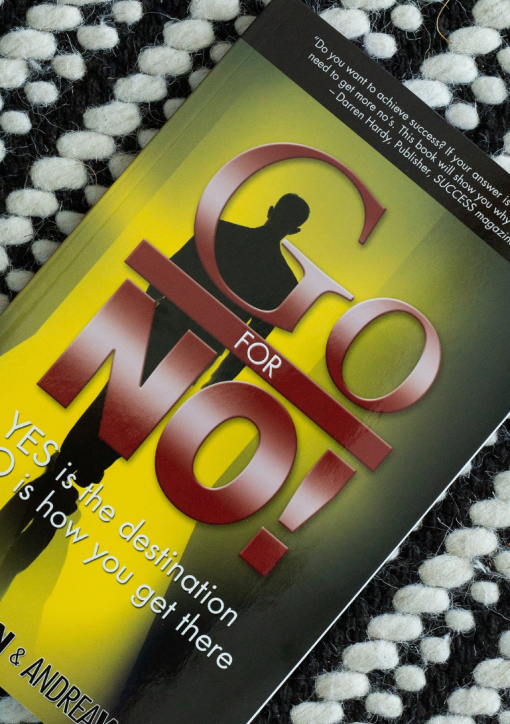 "Do you want to achieve success? If your answer is
need to get more no's. This book will show you why
– Darren Hardy, Publisher, SUCCESS magazine
Go
FOR
NO!
YES is the destination
is how you get there
& ANDREA